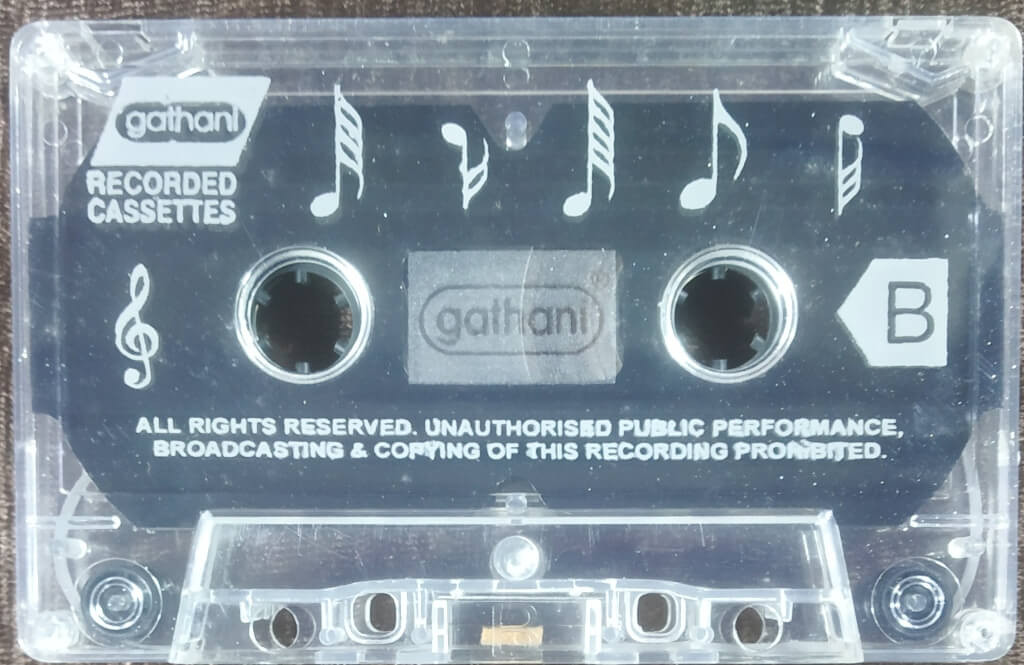 gathani
RECORDED
CASSETTES
gathani®
B
ALL RIGHTS RESERVED. UNAUTHORISED PUBLIC PERFORMANCE,
BROADCASTING & COPYING OF THIS RECORDING PROHIBITED.